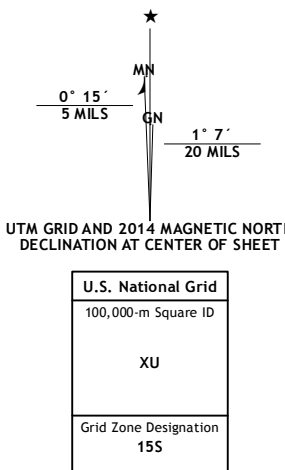 ★
MN
0° 15´
5 MILS
GN
1° 7´
20 MILS
UTM GRID AND 2014 MAGNETIC NORTH
DECLINATION AT CENTER OF SHEET
U.S. National Grid
100,000-m Square ID
XU
Grid Zone Designation
15S